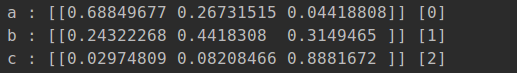 a : [[0.68849677 0.26731515 0.04418808]] [0]
b : [[0.24322268 0.4418308  0.3149465 ]] [1]
c : [[0.02974809 0.08208466 0.8881672 ]] [2]